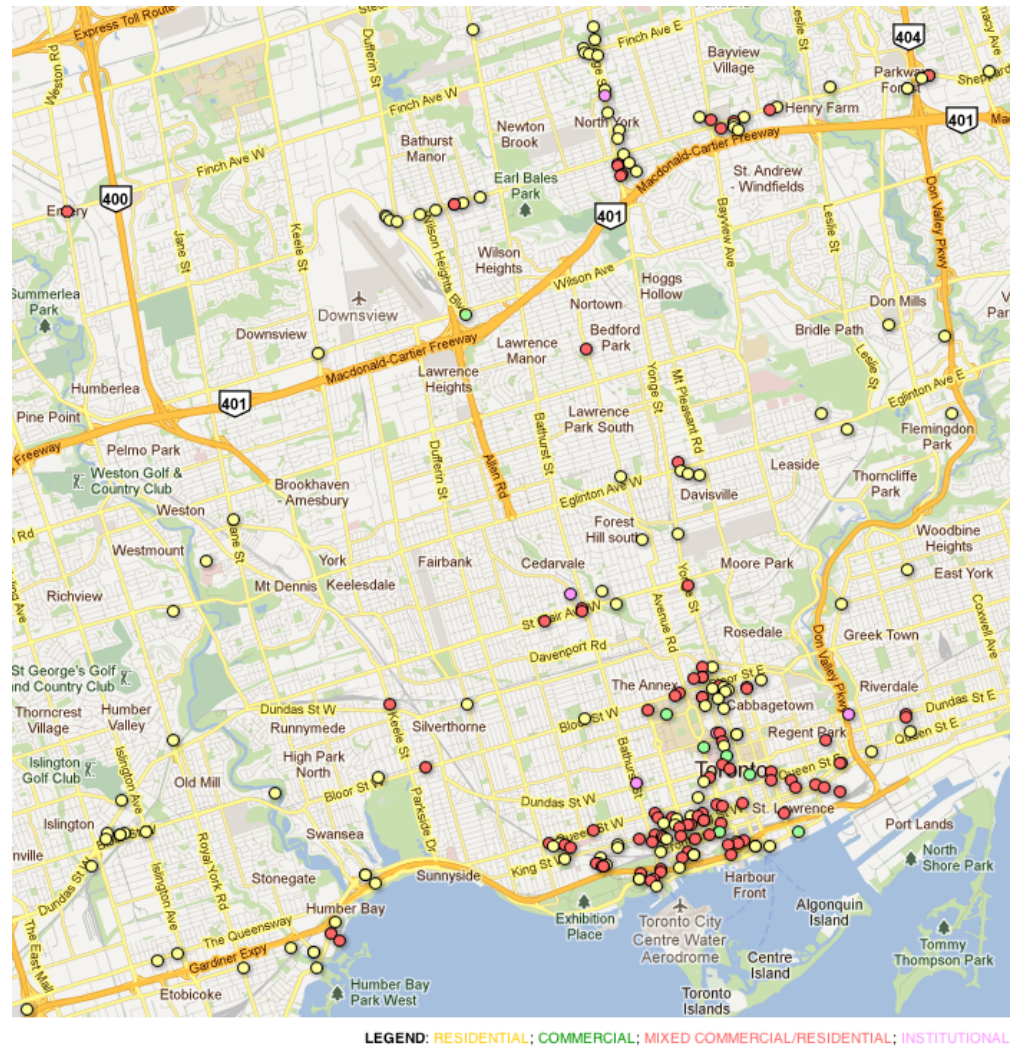 Express Toll Route
Weston Rd
Dufferin St
Finch Ave E
Bayview
Village
Leslie St
404
Parkway
Forest
Sheppard
Henry Farm
401
Finch Ave W
Bathurst
Manor
Newton
Brook
North York
Macdonald-Cartier Freeway
St. Andrew
- Windfields
Finch Ave W
400
Emery
Jane St
Keele St
Earl Bales
Park
401
Bayview Ave
Leslie St
Don Valley Pkwy
Wilson Heights Blvd
Wilson
Heights
Wilson Ave
Hoggs
Hollow
Summerlea
Park
Downsview
Downsview
Nortown
Bedford
Park
Don Mills
Bridle Path
Macdonald-Cartier Freeway
Lawrence
Manor
Lawrence
Heights
Yonge St
Mt Pleasant Rd
Leslie St
Eglinton Ave E
Humberlea
401
Pine Point
Freeway
Pelmo Park
Dufferin St
Bathurst St
Lawrence
Park South
Flemingdon
Park
Weston Golf &
Country Club
Allen Rd
Leaside
Thorncliffe
Park
Brookhaven
Amesbury
Eglinton Ave W
Davisville
Weston
Jane St
Forest
Hill south
Woodbine
Heights
Westmount
York
Fairbank
Cedarvale
Moore Park
East York
Mt Dennis
Keelesdale
Richview
Yonge St
St Clair Ave W
Avenue Rd
Coxwell Ave
Rosedale
Don Valley Pkwy
Greek Town
Davenport Rd
St George's Golf
and Country Club
The Annex
Riverdale
Thorncrest
Village
Humber
Valley
Dundas St W
Runnymede
Keele St
Silverthorne
Bloor St W
Cabbagetown
Dundas St E
Regent Park
Queen St E
Islington
Golf Club
Islington Ave
Old Mill
High Park
North
Bathurst St
Toronto
Queen St E
Bloor St W
Parkside Dr
Dundas St W
St. Lawrence
Islington
Swansea
Queen St W
Port Lands
Dundas St
Royal York Rd
Stonegate
Sunnyside
King St W
Harbour
Front
North
Shore Park
Islington Ave
Humber Bay
Exhibition
Place
Toronto City
Centre Water
Aerodrome
Algonquin
Island
The Queensway
The East Mall
Gardiner Expy
Centre
Island
Tommy
Thompson Park
Etobicoke
Humber Bay
Park West
Toronto
Islands
LEGEND: RESIDENTIAL; COMMERCIAL; MIXED COMMERCIAL/RESIDENTIAL; INSTITUTIONAL